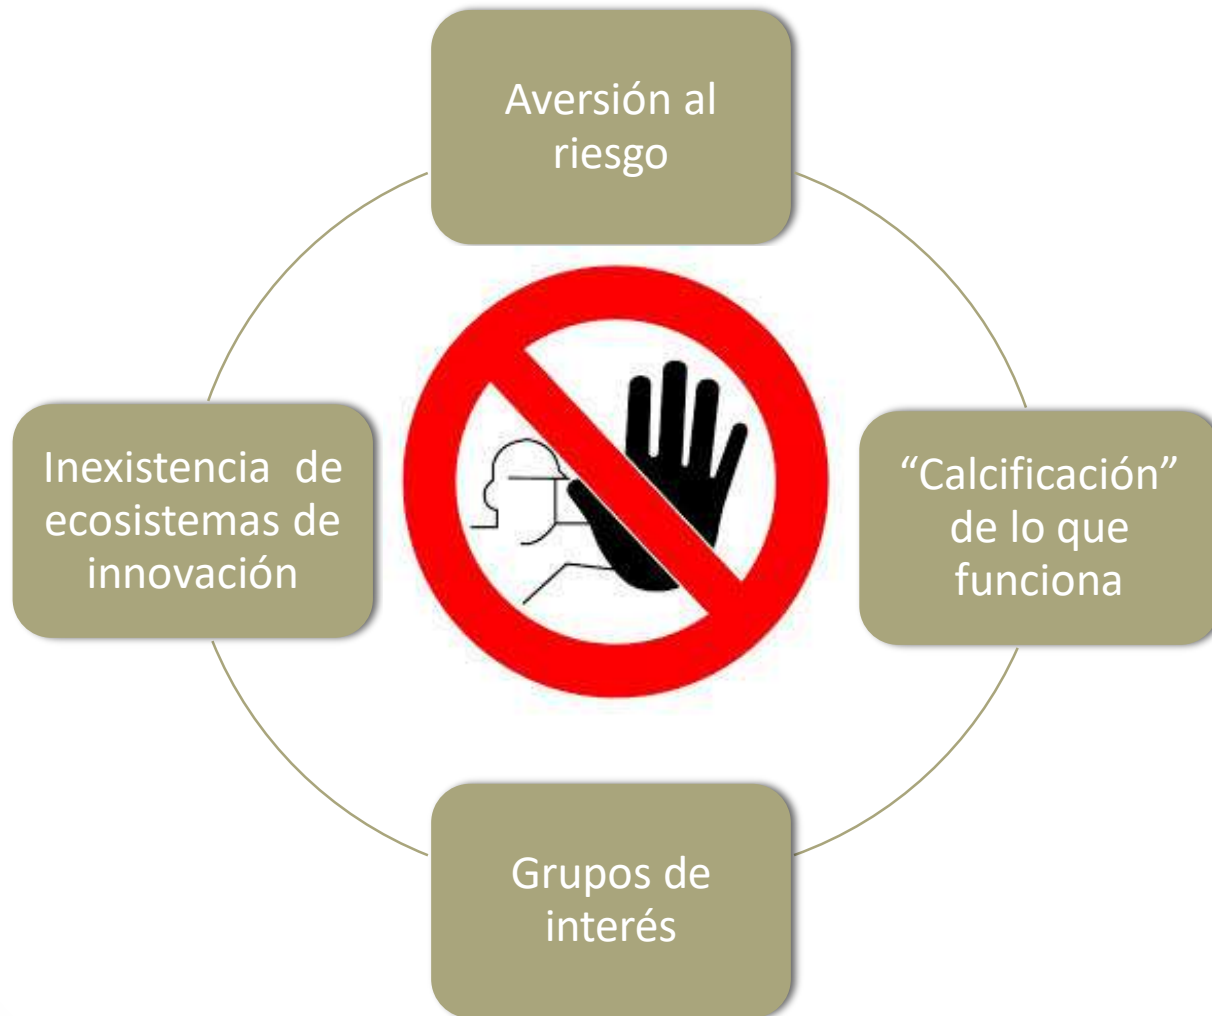 Aversión al
riesgo
Inexistencia  de
ecosistemas de
innovación
“Calcificación”
de lo que
funciona
Grupos de
interés